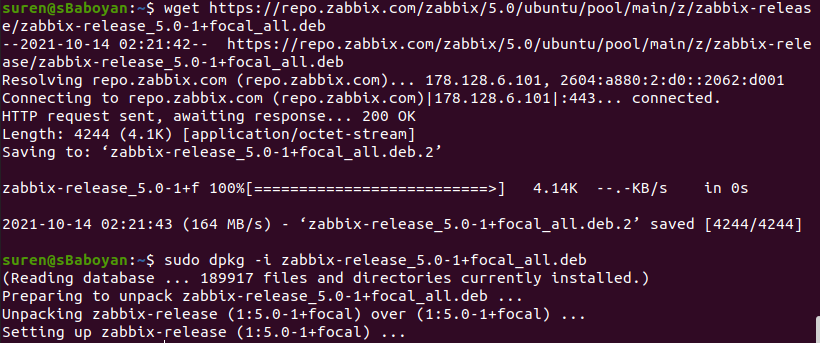 suren@sBaboyan:~$ wget https://repo.zabbix.com/zabbix/5.0/ubuntu/pool/main/z/zabbix-releas
e/zabbix-release_5.0-1+focal_all.deb
--2021-10-14 02:21:42--  https://repo.zabbix.com/zabbix/5.0/ubuntu/pool/main/z/zabbix-rele
ase/zabbix-release_5.0-1+focal_all.deb
Resolving repo.zabbix.com (repo.zabbix.com)... 178.128.6.101, 2604:a880:2:d0::2062:d001
Connecting to repo.zabbix.com (repo.zabbix.com)|178.128.6.101|:443... connected.
HTTP request sent, awaiting response... 200 OK
Length: 4244 (4.1K) [application/octet-stream]
Saving to: ‘zabbix-release_5.0-1+focal_all.deb.2’
zabbix-release_5.0-1+f 100%[==========================>]   4.14K  --.-KB/s    in 0s
2021-10-14 02:21:43 (164 MB/s) - ‘zabbix-release_5.0-1+focal_all.deb.2’ saved [4244/4244]
suren@sBaboyan:~$ sudo dpkg -i zabbix-release_5.0-1+focal_all.deb
(Reading database ... 189917 files and directories currently installed.)
Preparing to unpack zabbix-release_5.0-1+focal_all.deb ...
Unpacking zabbix-release (1:5.0-1+focal) over (1:5.0-1+focal) ...
Setting up zabbix-release (1:5.0-1+focal) ...